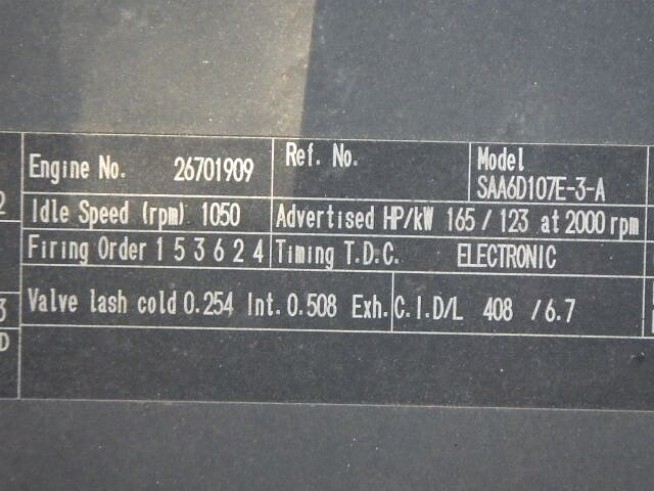 Engine No. 26701909 Ref. No. Model
SAA6D107E-3-A
2 Idle Speed (rpm) 1050 Advertised HP/kW 165 / 123 at 2000 rpm
Firing Order 1 5 3 6 2 4 Timing T.D.C. ELECTRONIC
3 Valve lash cold 0.254 Int. 0.508 Exh. C.I.D/L 408 / 6.7
D